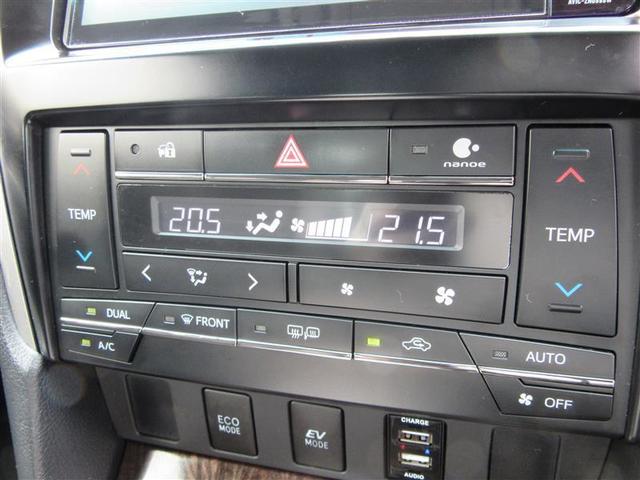 nanoe
TEMP
20.5
21.5
TEMP
DUAL
FRONT
A/C
AUTO
OFF
ECO
MODE
EV
MODE
CHARGE
AUDIO